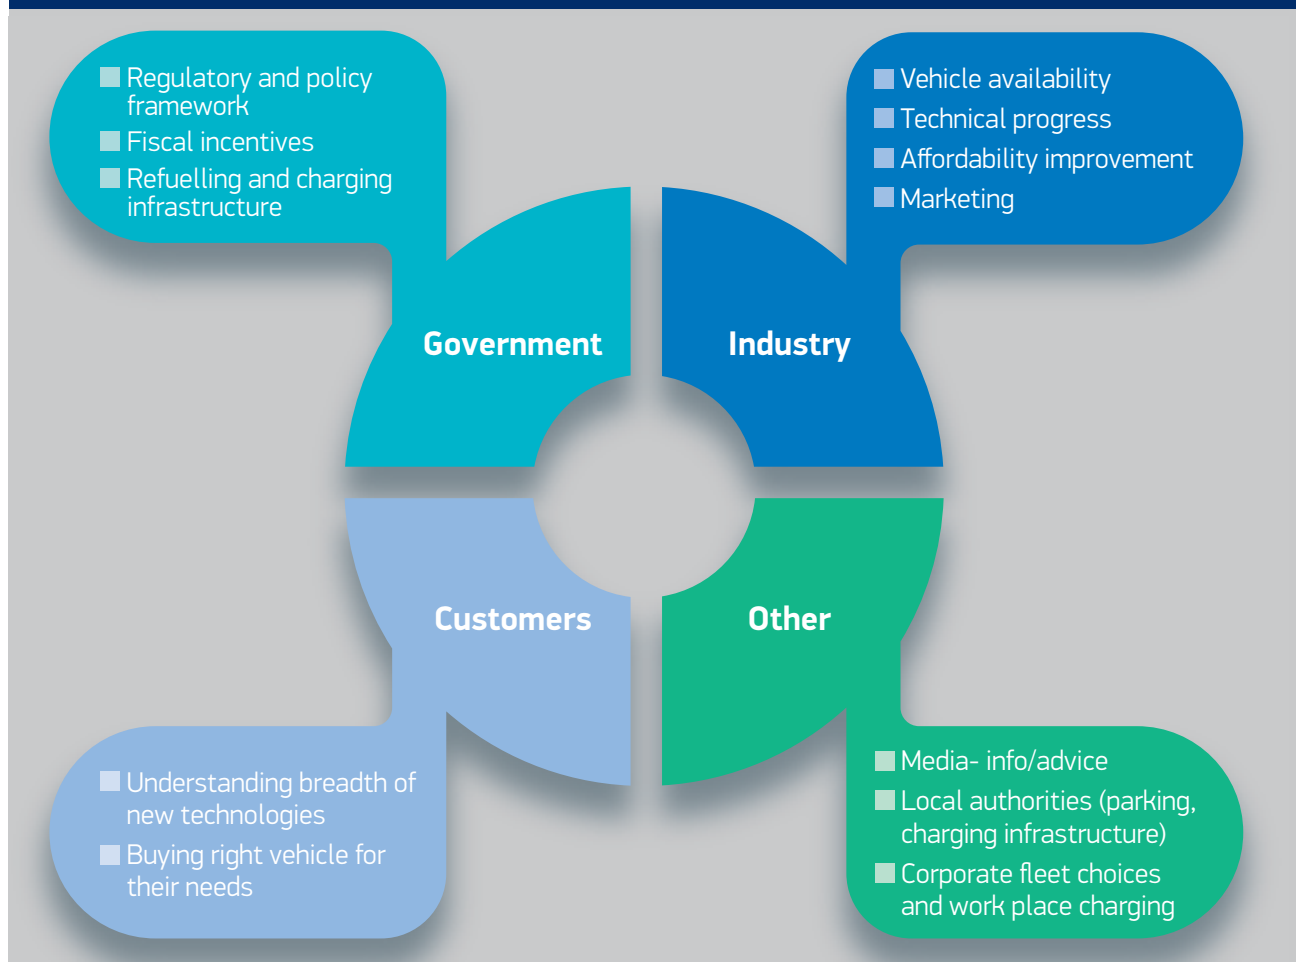 Regulatory and policy
framework
Fiscal incentives
Refuelling and charging
infrastructure
Vehicle availability
Technical progress
Affordability improvement
Marketing
Government
Industry
Customers
Other
Understanding breadth of
new technologies
Buying right vehicle for
their needs
Media- info/advice
Local authorities (parking,
charging infrastructure)
Corporate fleet choices
and work place charging